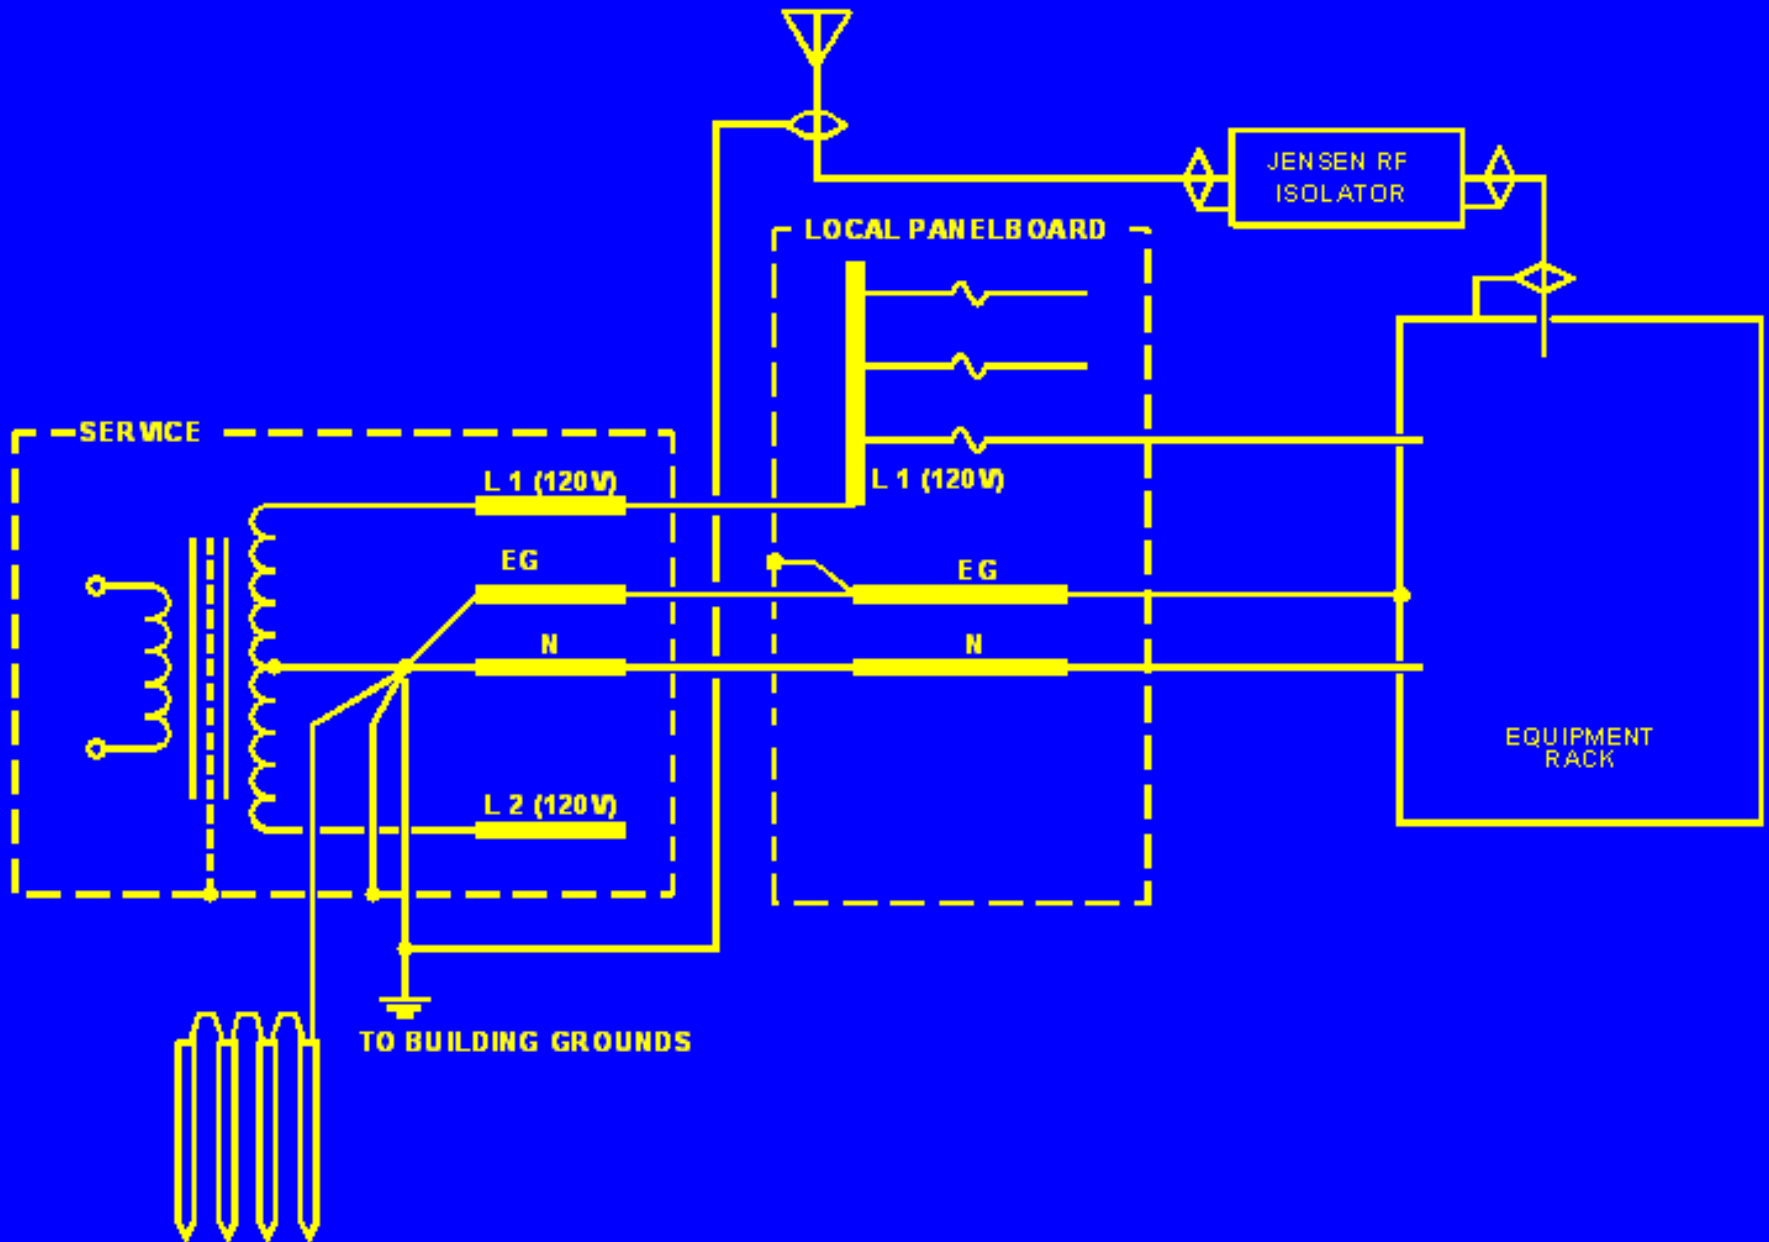 JENSEN RF
ISOLATOR
LOCAL PANELBOARD
SERVICE
L 1 (120V)
L 1 (120V)
EG
EG
N
N
EQUIPMENT
RACK
L 2 (120V)
TO BUILDING GROUNDS